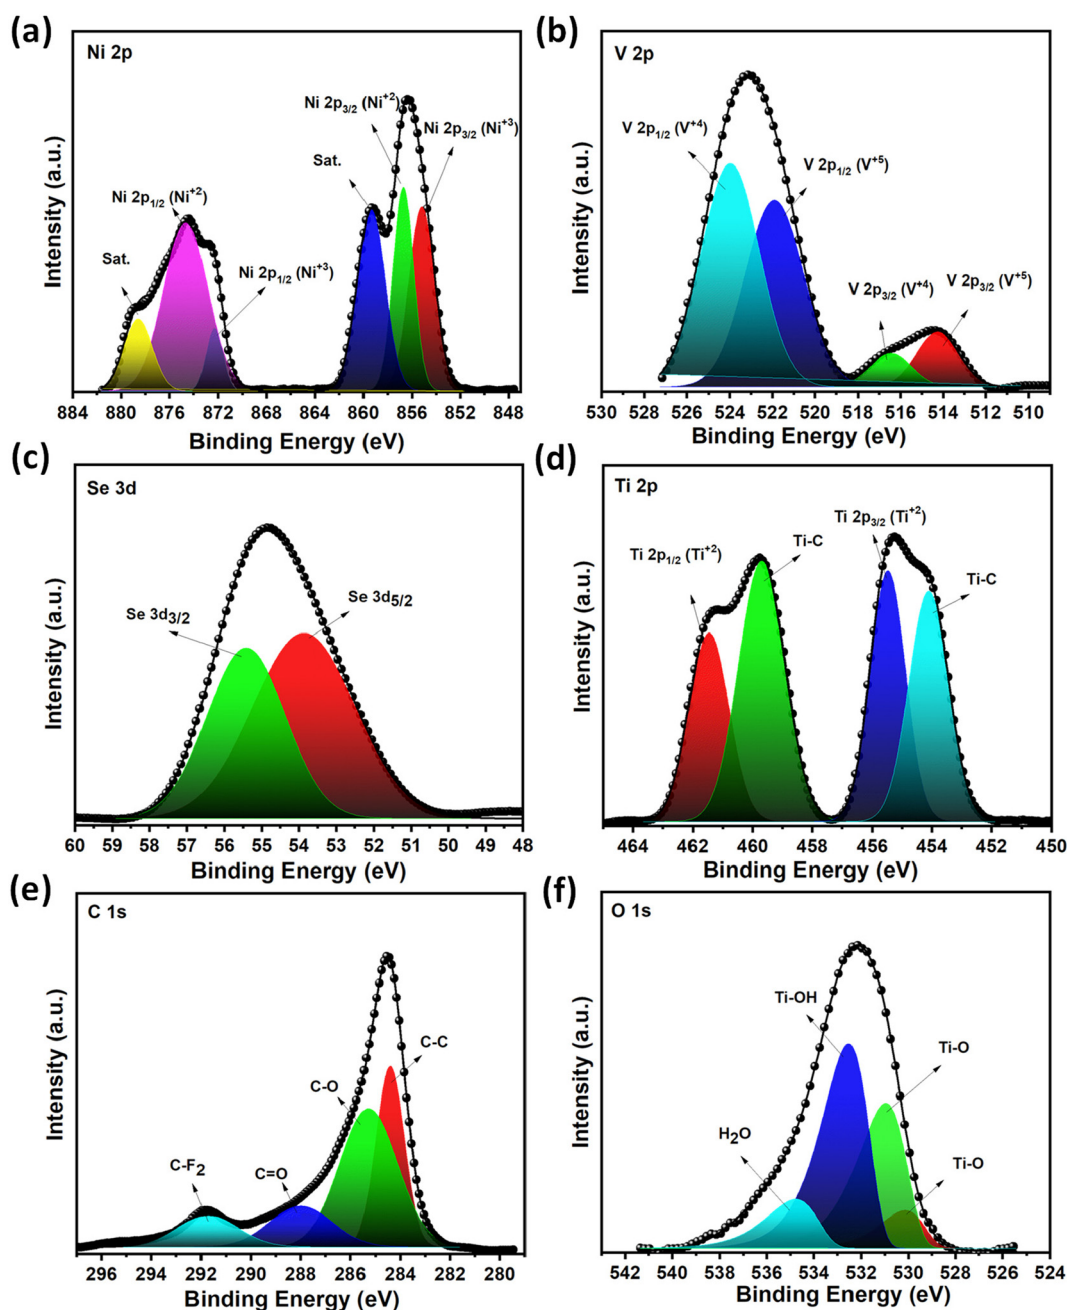 (a)
Ni 2p
Ni 2p3/2 (Ni+2)
Ni 2p3/2 (Ni+3)
Sat.
Ni 2p1/2 (Ni+2)
Sat.
Ni 2p1/2 (Ni+3)
Intensity (a.u.)
884 880 876 872 868 864 860 856 852 848
Binding Energy (eV)
(b)
V 2p
V 2p1/2 (V+4)
V 2p1/2 (V+5)
V 2p3/2 (V+4)
V 2p3/2 (V+5)
Intensity (a.u.)
530 528 526 524 522 520 518 516 514 512 510
Binding Energy (eV)
(c)
Se 3d
Se 3d3/2
Se 3d5/2
Intensity (a.u.)
60 59 58 57 56 55 54 53 52 51 50 49 48
Binding Energy (eV)
(d)
Ti 2p
Ti 2p1/2 (Ti+2)
Ti-C
Ti 2p3/2 (Ti+2)
Ti-C
Intensity (a.u.)
464 462 460 458 456 454 452 450
Binding Energy (eV)
(e)
C 1s
C-C
C-O
C-F2
C=O
Intensity (a.u.)
296 294 292 290 288 286 284 282 280
Binding Energy (eV)
(f)
O 1s
Ti-OH
Ti-O
H2O
Ti-O
Intensity (a.u.)
542 540 538 536 534 532 530 528 526 524
Binding Energy (eV)